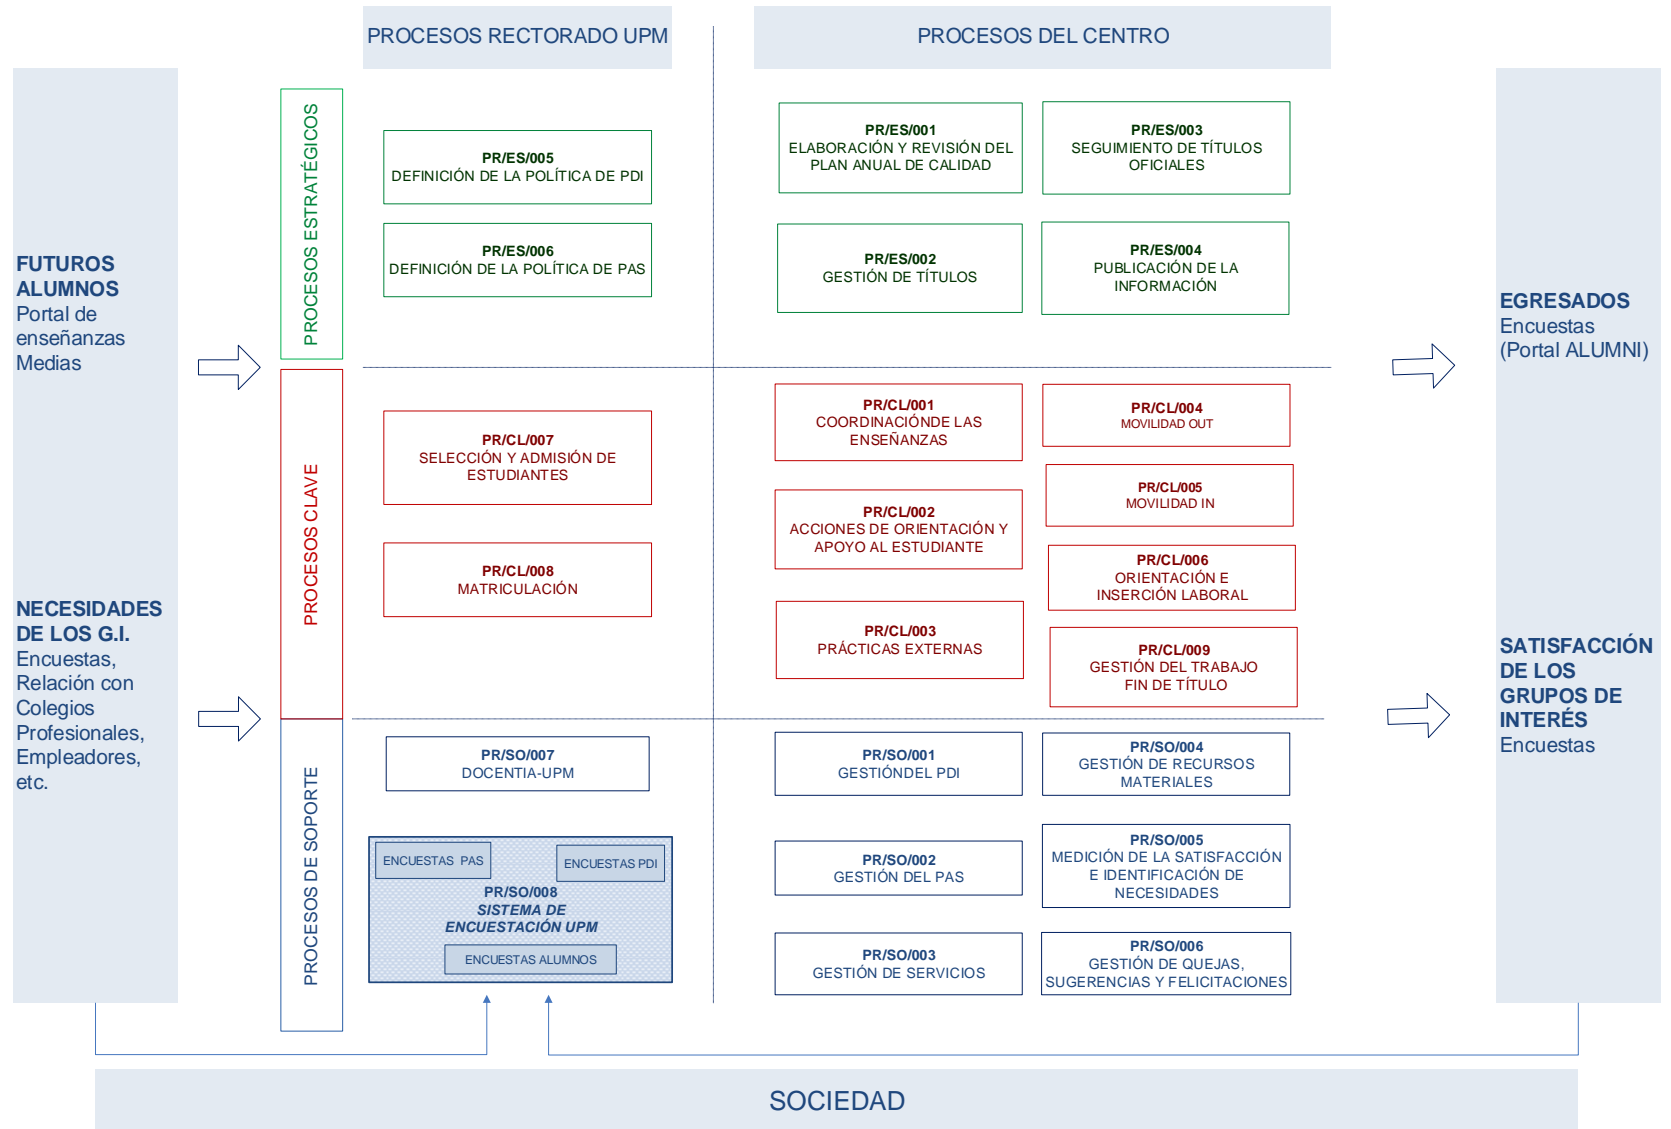 PROCESOS RECTORADO UPM
PROCESOS DEL CENTRO
FUTUROS
ALUMNOS
Portal de
enseñanzas
Medias
NECESIDADES
DE LOS G.I.
Encuestas,
Relación con
Colegios
Profesionales,
Empleadores,
etc.
PROCESOS ESTRATÉGICOS
PR/ES/005
DEFINICIÓN DE LA POLÍTICA DE PDI
PR/ES/006
DEFINICIÓN DE LA POLÍTICA DE PAS
PR/ES/001
ELABORACIÓN Y REVISIÓN DEL
PLAN ANUAL DE CALIDAD
PR/ES/003
SEGUIMIENTO DE TÍTULOS
OFICIALES
PR/ES/002
GESTIÓN DE TÍTULOS
PR/ES/004
PUBLICACIÓN DE LA
INFORMACIÓN
PROCESOS CLAVE
PR/CL/007
SELECCIÓN Y ADMISIÓN DE
ESTUDIANTES
PR/CL/008
MATRICULACIÓN
PR/CL/001
COORDINACIÓNDE LAS
ENSEÑANZAS
PR/CL/004
MOVILIDAD OUT
PR/CL/002
ACCIONES DE ORIENTACIÓN Y
APOYO AL ESTUDIANTE
PR/CL/005
MOVILIDAD IN
PR/CL/006
ORIENTACIÓN E
INSERCIÓN LABORAL
PR/CL/003
PRÁCTICAS EXTERNAS
PR/CL/009
GESTIÓN DEL TRABAJO
FIN DE TÍTULO
PROCESOS DE SOPORTE
PR/SO/007
DOCENTIA-UPM
ENCUESTAS PAS
ENCUESTAS PDI
PR/SO/008
SISTEMA DE
ENCUESTACIÓN UPM
ENCUESTAS ALUMNOS
PR/SO/001
GESTIÓNDEL PDI
PR/SO/004
GESTIÓN DE RECURSOS
MATERIALES
PR/SO/002
GESTIÓN DEL PAS
PR/SO/005
MEDICIÓN DE LA SATISFACCIÓN
E IDENTIFICACIÓN DE
NECESIDADES
PR/SO/003
GESTIÓN DE SERVICIOS
PR/SO/006
GESTIÓN DE QUEJAS,
SUGERENCIAS Y FELICITACIONES
EGRESADOS
Encuestas
(Portal ALUMNI)
SATISFACCIÓN
DE LOS
GRUPOS DE
INTERÉS
Encuestas
SOCIEDAD